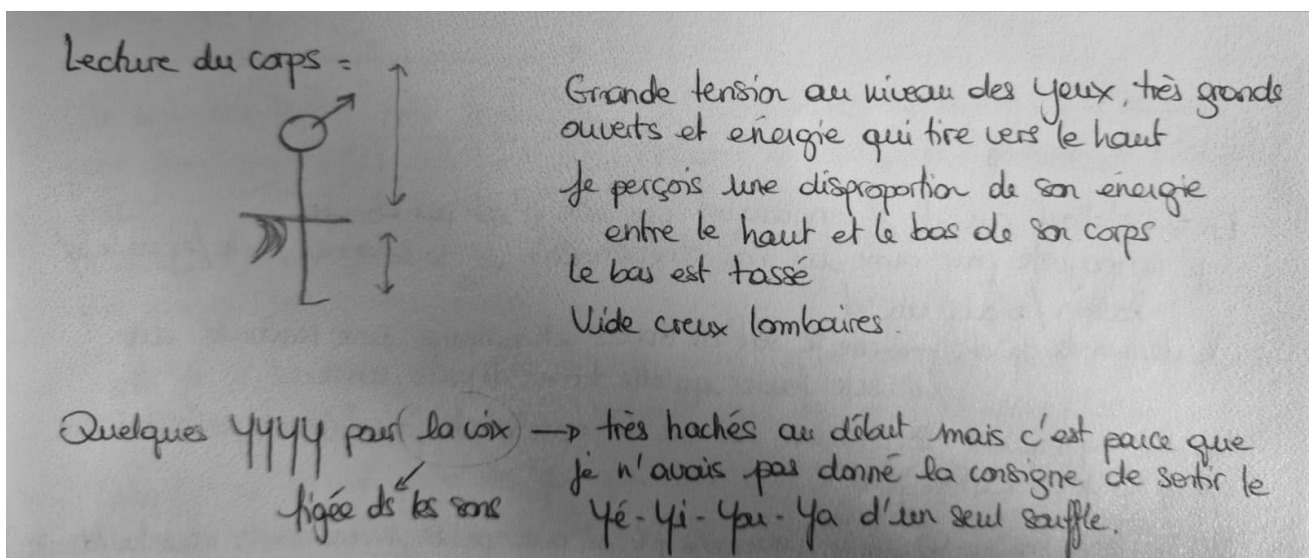 Lecture du corps =
Grande tension au niveau des yeux, très grands
ouverts et énergie qui tire vers le haut
Je perçois une disproportion de son énergie
entre le haut et le bas de son corps
le bas est tassé
Vide creux lombaires.
Quelques yyyy pour la voix → très hachés au début mais c'est parce que
figée ds les sons
je n'avais pas donné la consigne de sentir le
Yé-Yi-You-Ya d'un seul souffle.